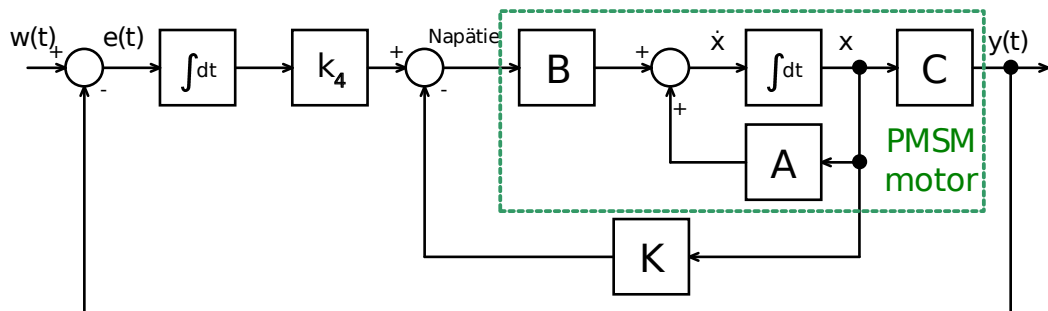 w(t)
+
-
e(t)
∫dt
k₄
+
-
Napätie
B
+
+
ẋ
∫dt
x
C
y(t)
A
PMSM
motor
K